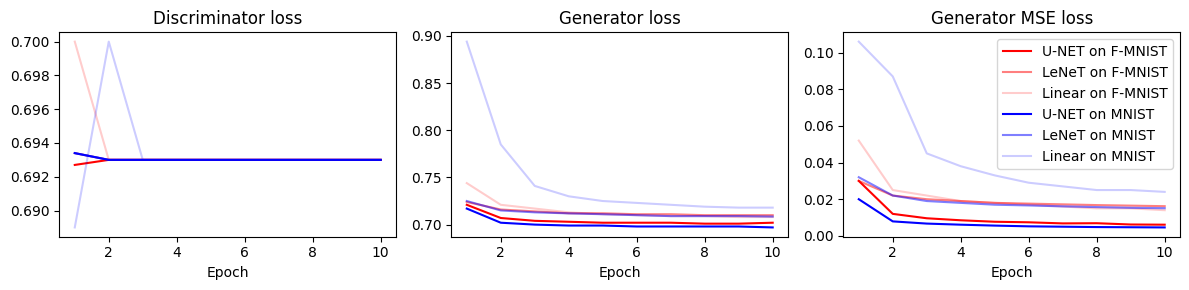 Discriminator loss
0.700
0.698
0.696
0.694
0.692
0.690
2 4 6 8 10
Epoch
Generator loss
0.90
0.85
0.80
0.75
0.70
2 4 6 8 10
Epoch
Generator MSE loss
0.10
0.08
0.06
0.04
0.02
0.00
2 4 6 8 10
Epoch
U-NET on F-MNIST
LeNeT on F-MNIST
Linear on F-MNIST
U-NET on MNIST
LeNeT on MNIST
Linear on MNIST